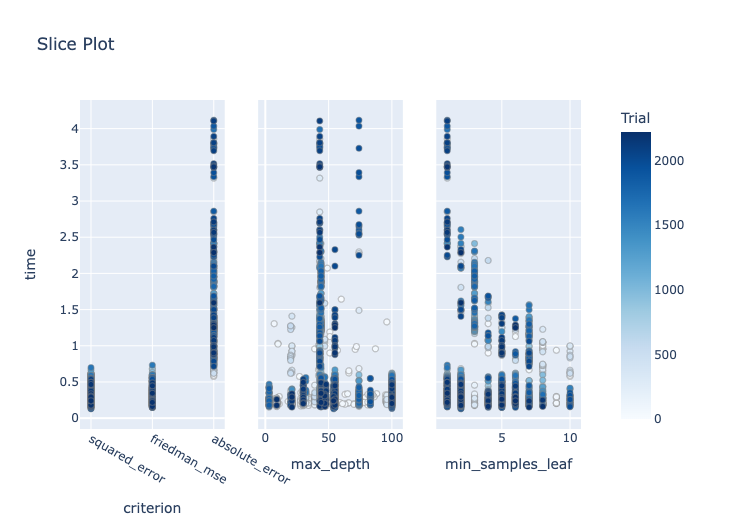 Slice Plot
Trial
time
4
3.5
3
2.5
2
1.5
1
0.5
0
squared_error
friedman_mse
absolute_error
criterion
0
50
100
max_depth
5
10
min_samples_leaf
2000
1500
1000
500
0